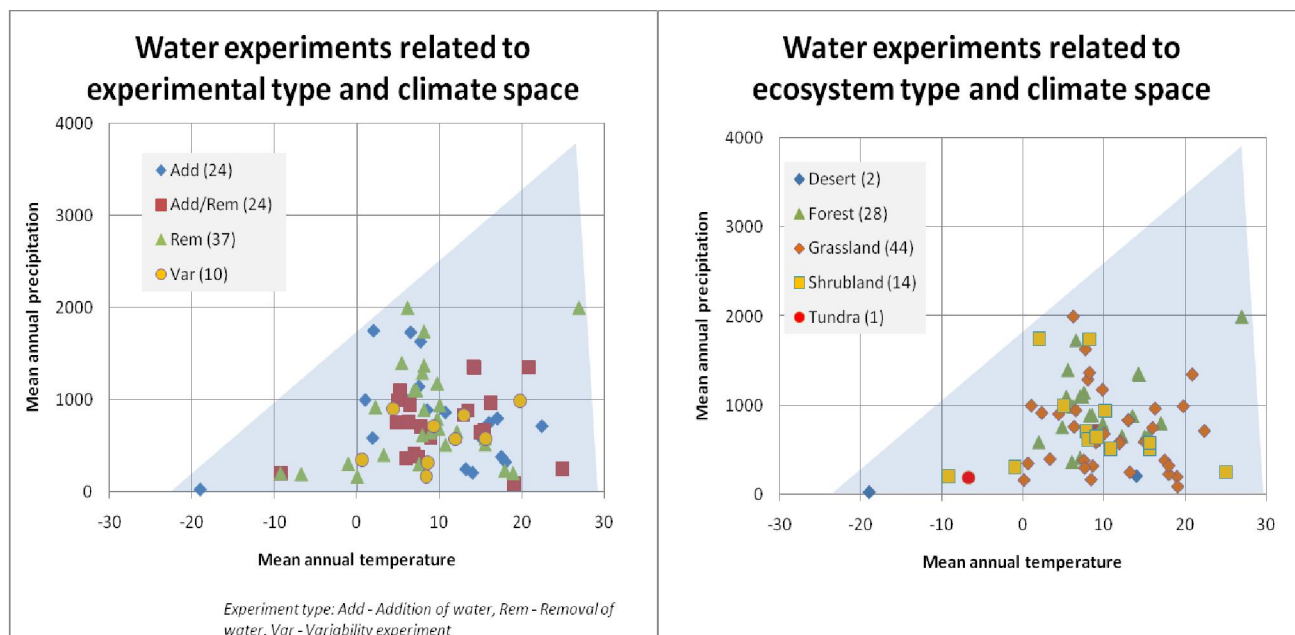 Water experiments related to
experimental type and climate space
4000
3000
2000
1000
0
-30
-20
-10
0
10
20
30
Mean annual precipitation
Mean annual temperature
Add (24)
Add/Rem (24)
Rem (37)
Var (10)
Experiment type: Add - Addition of water, Rem - Removal of
water, Var - Variability experiment
Water experiments related to
ecosystem type and climate space
4000
3000
2000
1000
0
-30
-20
-10
0
10
20
30
Mean annual precipitation
Mean annual temperature
Desert (2)
Forest (28)
Grassland (44)
Shrubland (14)
Tundra (1)